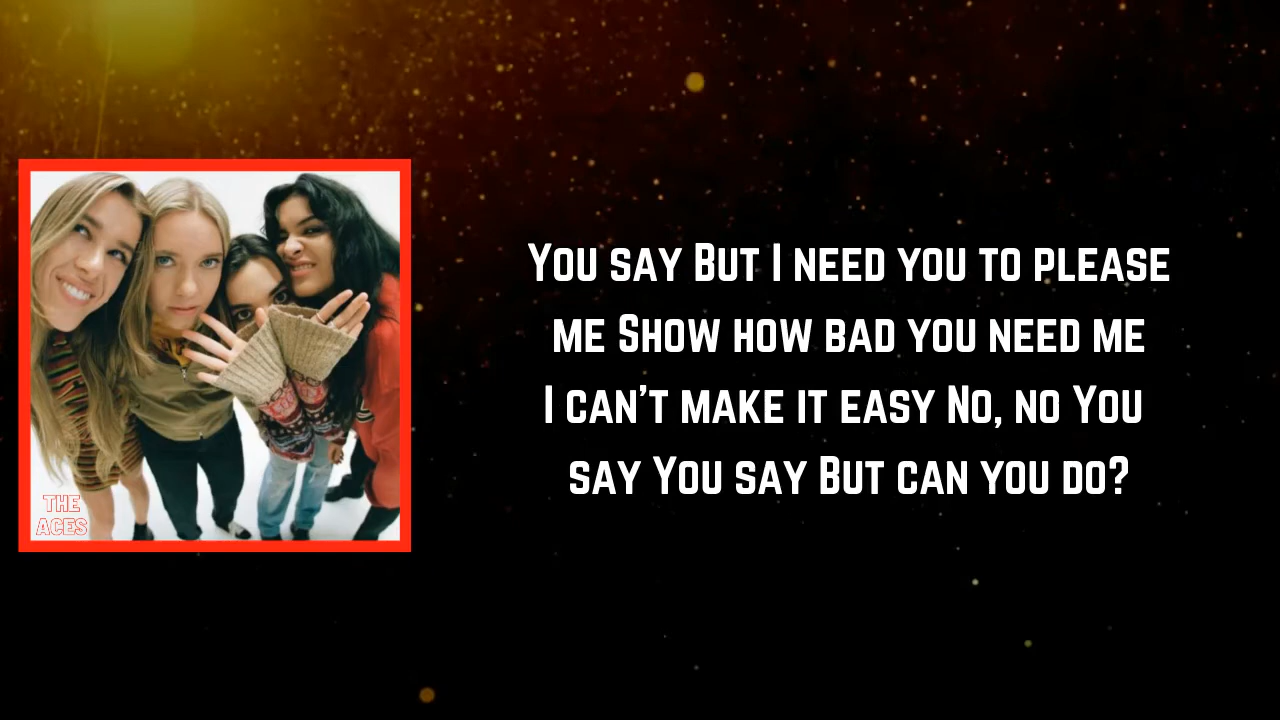 THE
ACES
You say But I need you to please
me Show how bad you need me
I can't make it easy No, no You
say You say But can you do?